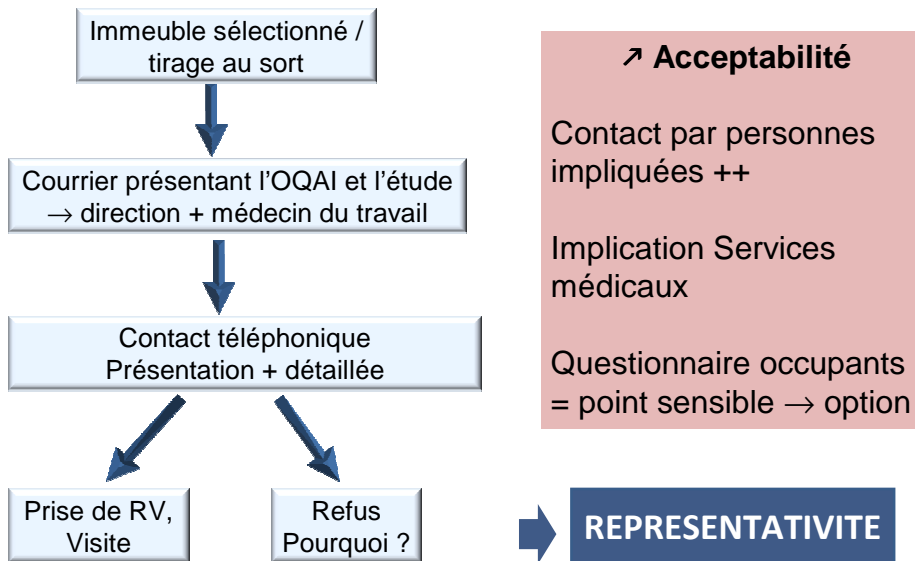 Immeuble sélectionné /
tirage au sort
Courrier présentant l'OQAI et l'étude
→ direction + médecin du travail
Contact téléphonique
Présentation + détaillée
Prise de RV,
Visite
Refus
Pourquoi ?
↗ Acceptabilité
Contact par personnes
impliquées ++
Implication Services
médicaux
Questionnaire occupants
= point sensible → option
REPRESENTATIVITE